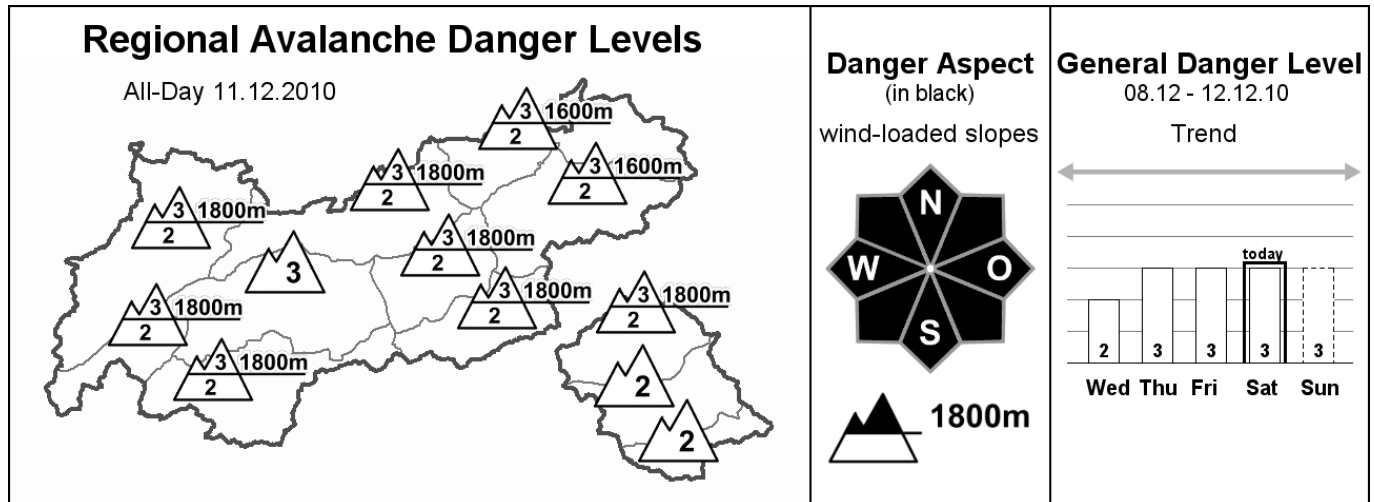 Regional Avalanche Danger Levels
All-Day 11.12.2010
3 1600m
2
3 1600m
2
3 1800m
2
3 1800m
2
3 1800m
2
3
3 1800m
2
3 1800m
2
3 1800m
2
3 1800m
2
2
2
Danger Aspect
(in black)
wind-loaded slopes
N
W O
S
1800m
General Danger Level
08.12 - 12.12.10
Trend
today
2 3 3 3 3
Wed Thu Fri Sat Sun